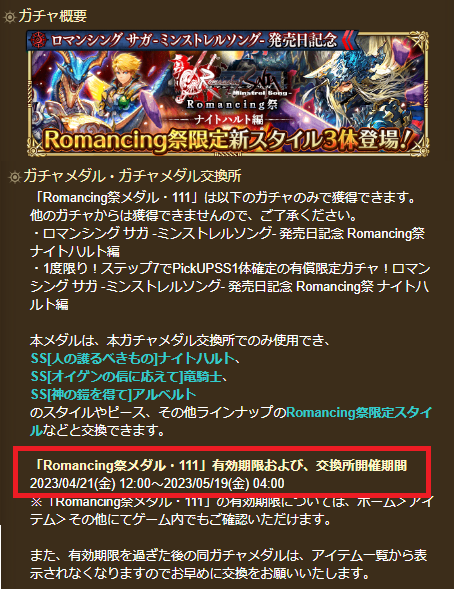 ガチャ概要
ロマンシング サガ -ミンストレルソング- 発売日記念
Minstrel Song
Romancing祭
ナイトハルト編
Romancing祭限定新スタイル3体登場!
ガチャメダル・ガチャメダル交換所
「Romancing祭メダル・111」は以下のガチャのみで獲得できます。
他のガチャからは獲得できませんので、ご了承ください。
・ロマンシング サガ -ミンストレルソング- 発売日記念 Romancing祭
ナイトハルト編
・1度限り！ステップ7でPickUPSS1体確定の有償限定ガチャ！ロマン
シング サガ -ミンストレルソング- 発売日記念 Romancing祭 ナイトハ
ルト編
本メダルは、本ガチャメダル交換所でのみ使用でき、
SS[人の護るべきもの]ナイトハルト、
SS[オイゲンの信に応えて]竜騎士、
SS[神の鎧を得て]アルベルト
のスタイルやピース、その他ラインナップのRomancing祭限定スタイ
ルなどと交換できます。
「Romancing祭メダル・111」有効期限および、交換所開催期間
2023/04/21(金) 12:00～2023/05/19(金) 04:00
※「Romancing祭メダル・111」の有効期限については、ホーム＞アイ
テム＞その他にてゲーム内でもご確認いただけます。
また、有効期限を過ぎた後の同ガチャメダルは、アイテム一覧から表
示されなくなりますのでお早めに交換をお願いいたします。